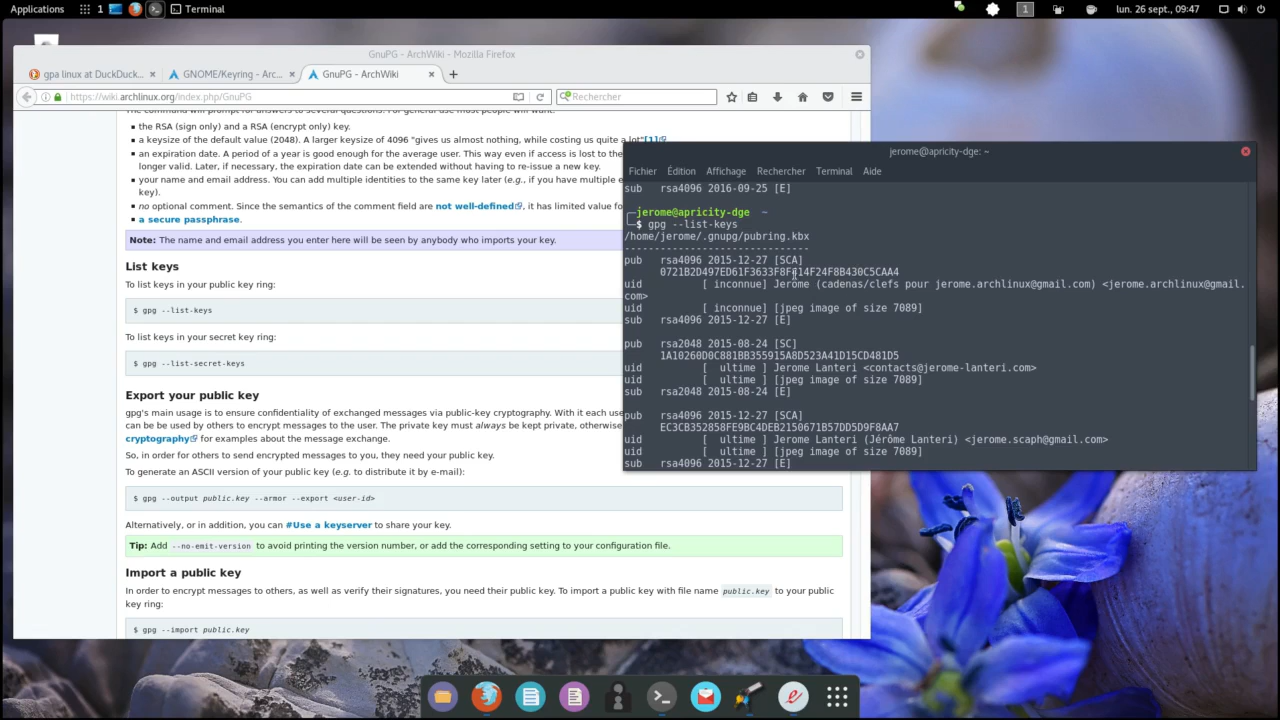 Applications 1 Terminal 1 lun. 26 sept., 09:47
GnuPG - ArchWiki - Mozilla Firefox
gpa linux at DuckDuck... GNOME/Keyring - Arc... GnuPG - ArchWiki
https://wiki.archlinux.org/index.php/GnuPG Rechercher
the RSA (sign only) and a RSA (encrypt only) key.
a keysize of the default value (2048). A larger keysize of 4096 "gives us almost nothing, while costing us quite a lot"[1]
an expiration date. A period of a year is good enough for the average user. This way even if access is lost to the
longer valid. Later, if necessary, the expiration date can be extended without having to re-issue a new key.
your name and email address. You can add multiple identities to the same key later (e.g., if you have multiple e
key).
no optional comment. Since the semantics of the comment field are not well-defined, it has limited value fo
a secure passphrase.
Note: The name and email address you enter here will be seen by anybody who imports your key.
List keys
To list keys in your public key ring:
$ gpg --list-keys
To list keys in your secret key ring:
$ gpg --list-secret-keys
Export your public key
gpg's main usage is to ensure confidentiality of exchanged messages via public-key cryptography. With it each use
can be be used by others to encrypt messages to the user. The private key must always be kept private, otherwise
cryptography for examples about the message exchange.
So, in order for others to send encrypted messages to you, they need your public key.
To generate an ASCII version of your public key (e.g. to distribute it by e-mail):
$ gpg --output public.key --armor --export <user-id>
Alternatively, or in addition, you can #Use a keyserver to share your key.
Tip: Add --no-emit-version to avoid printing the version number, or add the corresponding setting to your configuration file.
Import a public key
In order to encrypt messages to others, as well as verify their signatures, you need their public key. To import a public key with file name public.key to your public
key ring:
$ gpg --import public.key
jerome@apricity-dge: ~
Fichier Édition Affichage Rechercher Terminal Aide
sub rsa4096 2016-09-25 [E]
jerome@apricity-dge ~
$ gpg --list-keys
/home/jerome/.gnupg/pubring.kbx
-------------------------------
pub rsa4096 2015-12-27 [SCA]
uid [ inconnue] Jerôme (cadenas/clefs pour jerome.archlinux@gmail.com) <jerome.archlinux@gmail.
com>
uid [ inconnue] [jpeg image of size 7089]
sub rsa4096 2015-12-27 [E]
pub rsa2048 2015-08-24 [SC]
1A10260D0C881BB355915A8D523A41D15CD481D5
uid [ ultime ] Jerome Lanteri <contacts@jerome-lanteri.com>
uid [ ultime ] [jpeg image of size 7089]
sub rsa2048 2015-08-24 [E]
pub rsa4096 2015-12-27 [SCA]
EC3CB352858FE9BC4DEB2150671B57DD5D9F8AA7
uid [ ultime ] Jerome Lanteri (Jérôme Lanteri) <jerome.scaph@gmail.com>
uid [ ultime ] [jpeg image of size 7089]
sub rsa4096 2015-12-27 [E]